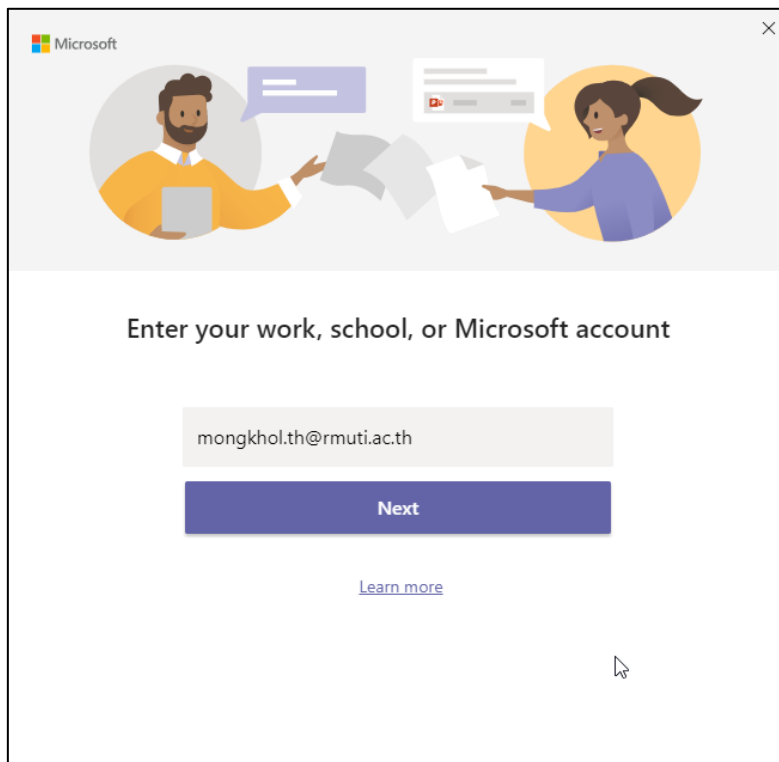 Microsoft
Enter your work, school, or Microsoft account
mongkhol.th@rmuti.ac.th
Next
Learn more